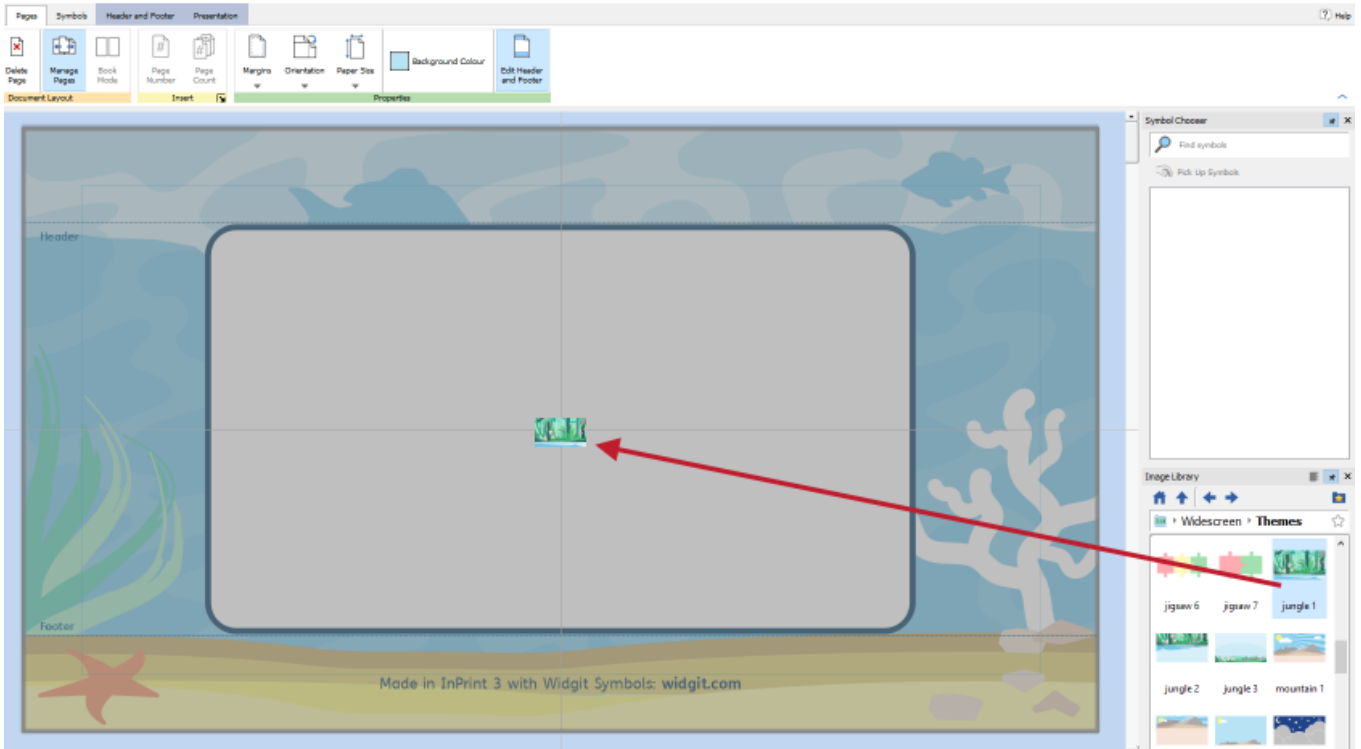 Pages Symbols Header and Footer Presentation Help
Delete Page
Manage Pages
Book Mode
Page Number
Page Count
Margins
Orientation
Paper Size
Background Colour
Edit Header and Footer
Document Layout Insert Properties
Symbol Chooser
Find symbols
Pick Up Symbols
Header
Footer
Made in InPrint 3 with Widgit Symbols: widgit.com
Image Library
Widescreen Themes
jigsaw 6 jigsaw 7 jungle 1
jungle 2 jungle 3 mountain 1